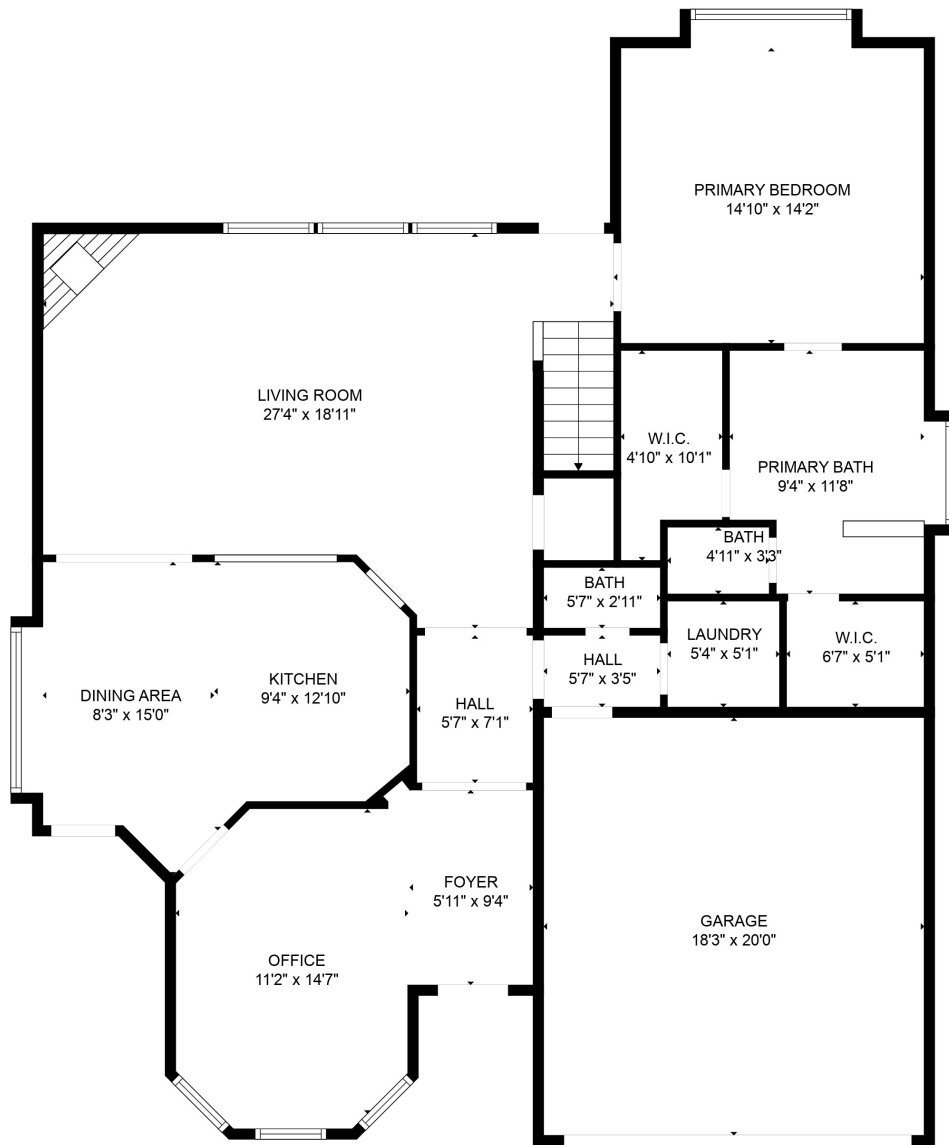 PRIMARY BEDROOM
14'10" x 14'2"
LIVING ROOM
27'4" x 18'11"
W.I.C.
4'10" x 10'1"
PRIMARY BATH
9'4" x 11'8"
BATH
4'11" x 3'3"
BATH
5'7" x 2'11"
LAUNDRY
5'4" x 5'1"
W.I.C.
6'7" x 5'1"
HALL
5'7" x 3'5"
DINING AREA
8'3" x 15'0"
KITCHEN
9'4" x 12'10"
HALL
5'7" x 7'1"
FOYER
5'11" x 9'4"
GARAGE
18'3" x 20'0"
OFFICE
11'2" x 14'7"